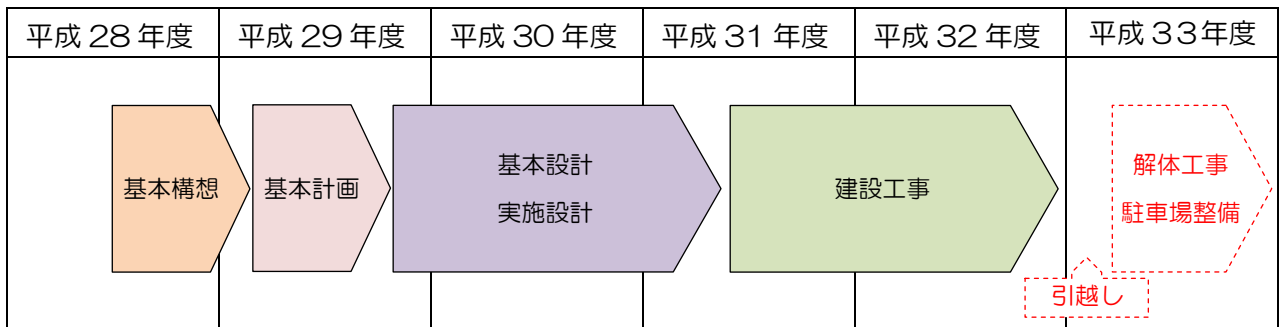 平成 28 年度
平成 29 年度
平成 30 年度
平成 31 年度
平成 32 年度
平成 33年度
基本構想
基本計画
基本設計
実施設計
建設工事
解体工事
駐車場整備
引越し